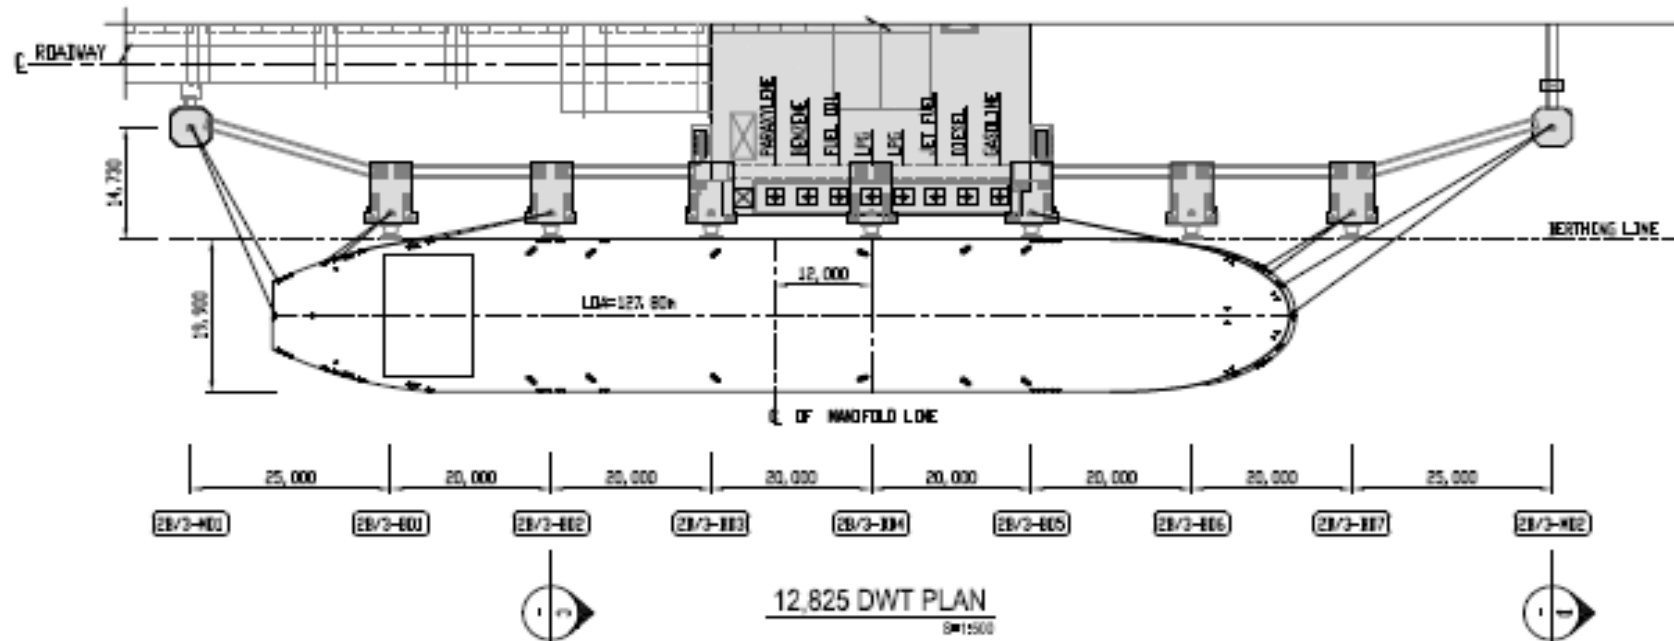 ROADWAY
PARAXYLENE
BENZENE
FUEL OIL
LPG
LPG
JET FUEL
DIESEL
GASOLINE
14,730
BERTHING LINE
12,000
LOA=127.80m
19,900
℄ OF MANIFOLD LINE
25,000 20,000 20,000 20,000 20,000 20,000 20,000 25,000
2B/3-MD1 2B/3-BD1 2B/3-BD2 2B/3-BD3 2B/3-BD4 2B/3-BD5 2B/3-BD6 2B/3-BD7 2B/3-MD2
12,825 DWT PLAN
S=1:500